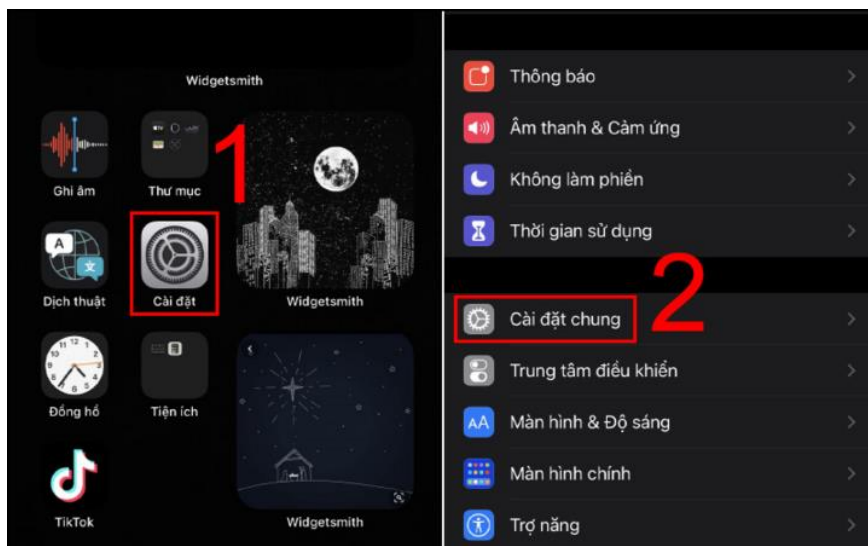 Widgetsmith
1
Ghi âm
Thư mục
Dịch thuật
Cài đặt
Widgetsmith
Đồng hồ
Tiện ích
TikTok
Widgetsmith
Thông báo
Âm thanh & Cảm ứng
Không làm phiền
Thời gian sử dụng
2
Cài đặt chung
Trung tâm điều khiển
AA
Màn hình & Độ sáng
Màn hình chính
Trợ năng